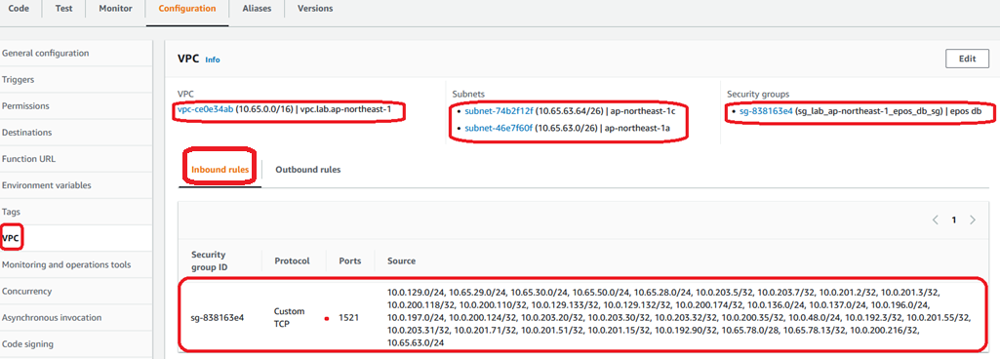 Code Test Monitor Configuration Aliases Versions
General configuration
Triggers
Permissions
Destinations
Function URL
Environment variables
Tags
VPC
Monitoring and operations tools
Concurrency
Asynchronous invocation
Code signing
VPC Info Edit
VPC
vpc-ce0e34ab (10.65.0.0/16) | vpc.lab.ap-northeast-1
Subnets
• subnet-74b2f12f (10.65.63.64/26) | ap-northeast-1c
• subnet-46e7f60f (10.65.63.0/26) | ap-northeast-1a
Security groups
• sg-838163e4 (sg_lab_ap-northeast-1_epos_db_sg) | epos db
Inbound rules Outbound rules
1
Security group ID Protocol Ports Source
sg-838163e4
Custom TCP
1521
10.0.129.0/24, 10.65.29.0/24, 10.65.30.0/24, 10.65.50.0/24, 10.65.28.0/24, 10.0.203.5/32, 10.0.203.7/32, 10.0.201.2/32, 10.0.201.3/32,
10.0.200.118/32, 10.0.200.110/32, 10.0.129.133/32, 10.0.129.132/32, 10.0.200.174/32, 10.0.136.0/24, 10.0.137.0/24, 10.0.196.0/24,
10.0.197.0/24, 10.0.200.124/32, 10.0.203.20/32, 10.0.203.30/32, 10.0.203.32/32, 10.0.200.35/32, 10.0.48.0/24, 10.0.192.3/32, 10.0.201.55/32,
10.0.203.31/32, 10.0.201.71/32, 10.0.201.51/32, 10.0.201.15/32, 10.0.192.90/32, 10.65.78.0/28, 10.65.78.13/32, 10.0.200.216/32,
10.65.63.0/24